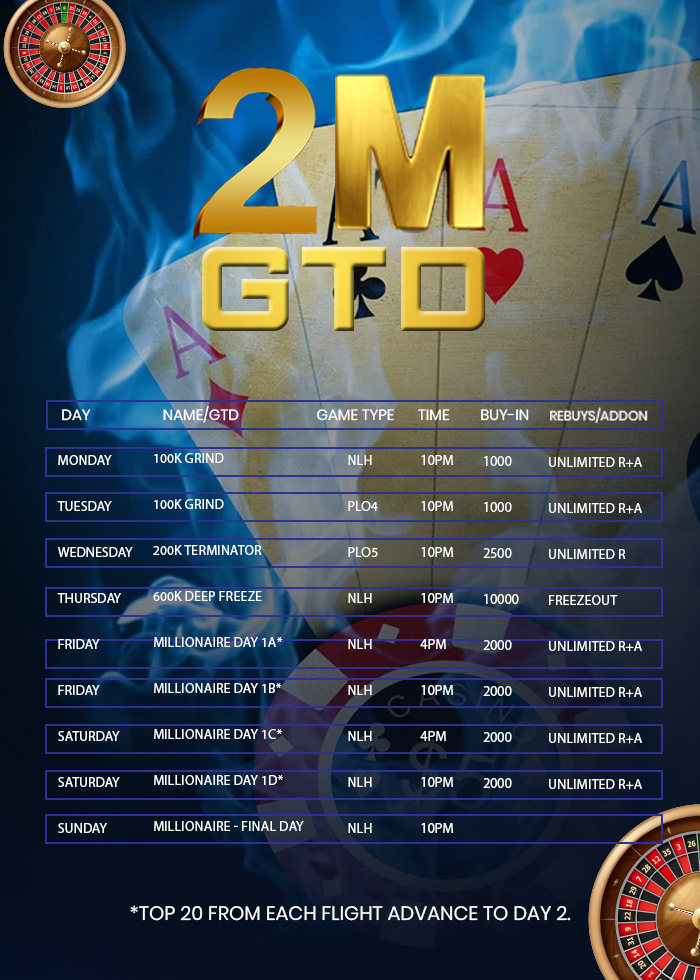 2M
GTD
DAY NAME/GTD GAME TYPE TIME BUY-IN REBUYS/ADDON
MONDAY 100K GRIND NLH 10PM 1000 UNLIMITED R+A
TUESDAY 100K GRIND PLO4 10PM 1000 UNLIMITED R+A
WEDNESDAY 200K TERMINATOR PLO5 10PM 2500 UNLIMITED R
THURSDAY 600K DEEP FREEZE NLH 10PM 10000 FREEZEOUT
FRIDAY MILLIONAIRE DAY 1A* NLH 4PM 2000 UNLIMITED R+A
FRIDAY MILLIONAIRE DAY 1B* NLH 10PM 2000 UNLIMITED R+A
SATURDAY MILLIONAIRE DAY 1C* NLH 4PM 2000 UNLIMITED R+A
SATURDAY MILLIONAIRE DAY 1D* NLH 10PM 2000 UNLIMITED R+A
SUNDAY MILLIONAIRE - FINAL DAY NLH 10PM
*TOP 20 FROM EACH FLIGHT ADVANCE TO DAY 2.
A
A
A
CASINO